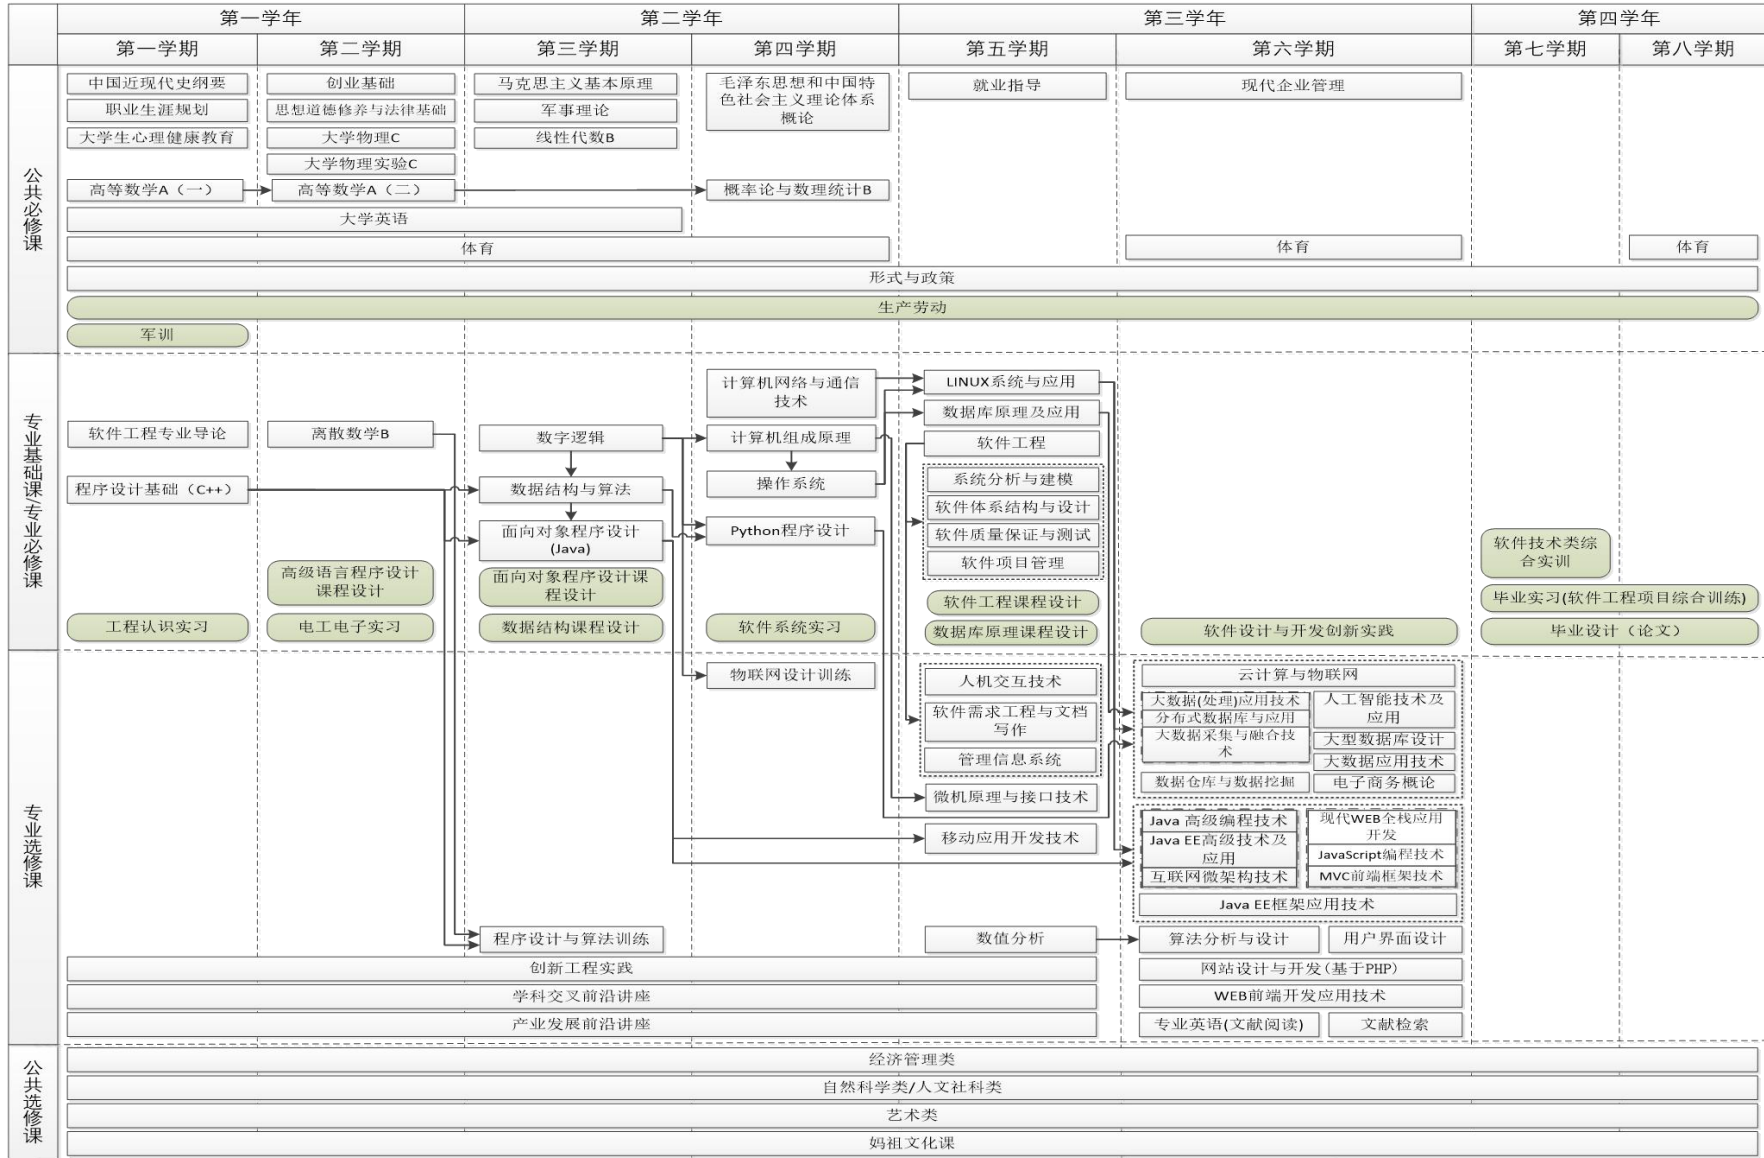 第一学年
第二学年
第三学年
第四学年
第一学期
第二学期
第三学期
第四学期
第五学期
第六学期
第七学期
第八学期
公共必修课
中国近现代史纲要
职业生涯规划
大学生心理健康教育
高等数学A（一）
创业基础
思想道德修养与法律基础
大学物理C
大学物理实验C
高等数学A（二）
马克思主义基本原理
军事理论
线性代数B
毛泽东思想和中国特
色社会主义理论体系
概论
概率论与数理统计B
就业指导
现代企业管理
大学英语
体育
体育
体育
形式与政策
生产劳动
军训
专业基础课/专业必修课
软件工程专业导论
程序设计基础（C++）
工程认识实习
离散数学B
高级语言程序设计
课程设计
电工电子实习
数字逻辑
数据结构与算法
面向对象程序设计
(Java)
面向对象程序设计课
程设计
数据结构课程设计
计算机网络与通信
技术
计算机组成原理
操作系统
Python程序设计
软件系统实习
LINUX系统与应用
数据库原理及应用
软件工程
系统分析与建模
软件体系结构与设计
软件质量保证与测试
软件项目管理
软件工程课程设计
数据库原理课程设计
软件设计与开发创新实践
软件技术类综
合实训
毕业实习(软件工程项目综合训练)
毕业设计（论文）
专业选修课
程序设计与算法训练
物联网设计训练
人机交互技术
软件需求工程与文档
写作
管理信息系统
微机原理与接口技术
移动应用开发技术
数值分析
云计算与物联网
大数据(处理)应用技术
分布式数据库与应用
大数据采集与融合技
术
数据仓库与数据挖掘
人工智能技术及
应用
大型数据库设计
大数据应用技术
电子商务概论
Java 高级编程技术
Java EE高级技术及
应用
互联网微架构技术
现代WEB全栈应用
开发
JavaScript编程技术
MVC前端框架技术
Java EE框架应用技术
算法分析与设计
用户界面设计
网站设计与开发(基于PHP)
WEB前端开发应用技术
专业英语(文献阅读)
文献检索
创新工程实践
学科交叉前沿讲座
产业发展前沿讲座
公共选修课
经济管理类
自然科学类/人文社科类
艺术类
妈祖文化课